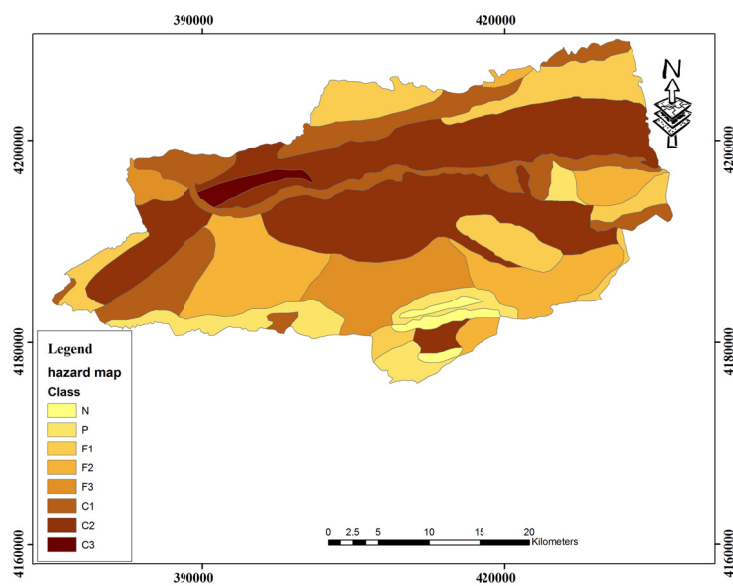 390000 420000
N
4200000 4200000
4180000 4180000
Legend
hazard map
Class
N
P
F1
F2
F3
C1
C2
C3
0 2.5 5 10 15 20
Kilometers
4160000 4160000
390000 420000